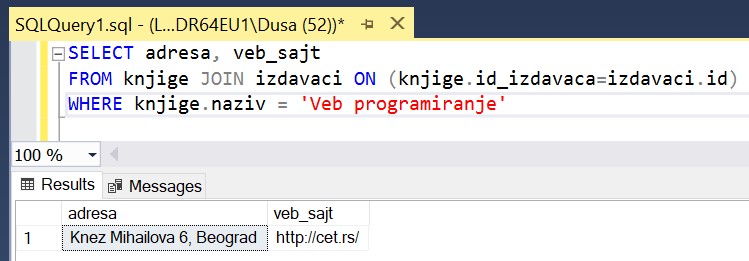 SQLQuery1.sql - (L...DR64EU1\Dusa (52))*
SELECT adresa, veb_sajt
FROM knjige JOIN izdavaci ON (knjige.id_izdavaca=izdavaci.id)
WHERE knjige.naziv = 'Veb programiranje'
100 %
Results Messages
adresa veb_sajt
1 Knez Mihailova 6, Beograd http://cet.rs/